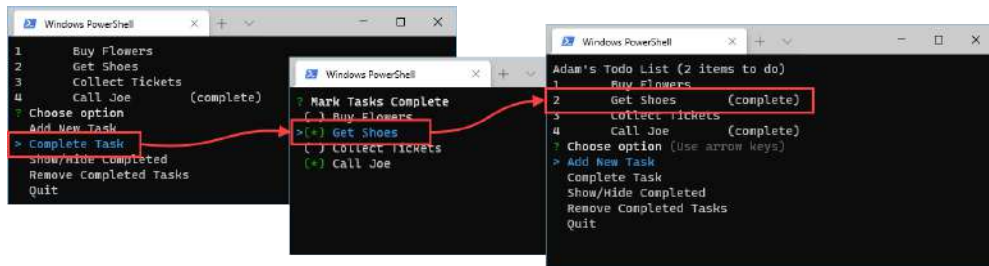 Windows PowerShell
1 Buy Flowers
2 Get Shoes
3 Collect Tickets
4 Call Joe (complete)
? Choose option
Add New Task
> Complete Task
Show/Hide Completed
Remove Completed Tasks
Quit
Windows PowerShell
? Mark Tasks Complete
( ) Buy Flowers
>(*) Get Shoes
( ) Collect Tickets
(*) Call Joe
Windows PowerShell
Adam's Todo List (2 items to do)
1 Buy Flowers
2 Get Shoes (complete)
3 Collect Tickets
4 Call Joe (complete)
? Choose option (Use arrow keys)
> Add New Task
Complete Task
Show/Hide Completed
Remove Completed Tasks
Quit